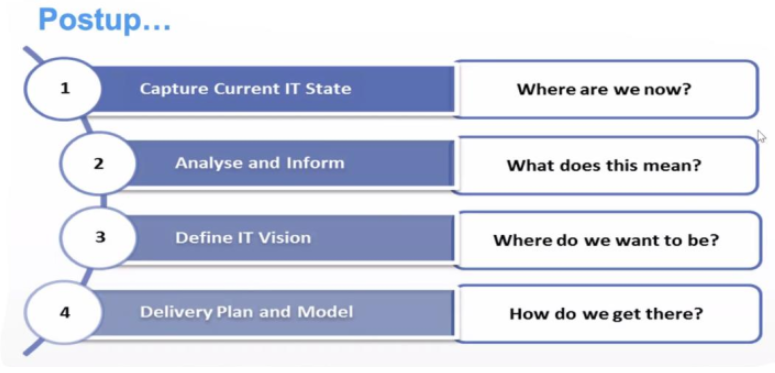 Postup...
1 Capture Current IT State Where are we now?
2 Analyse and Inform What does this mean?
3 Define IT Vision Where do we want to be?
4 Delivery Plan and Model How do we get there?